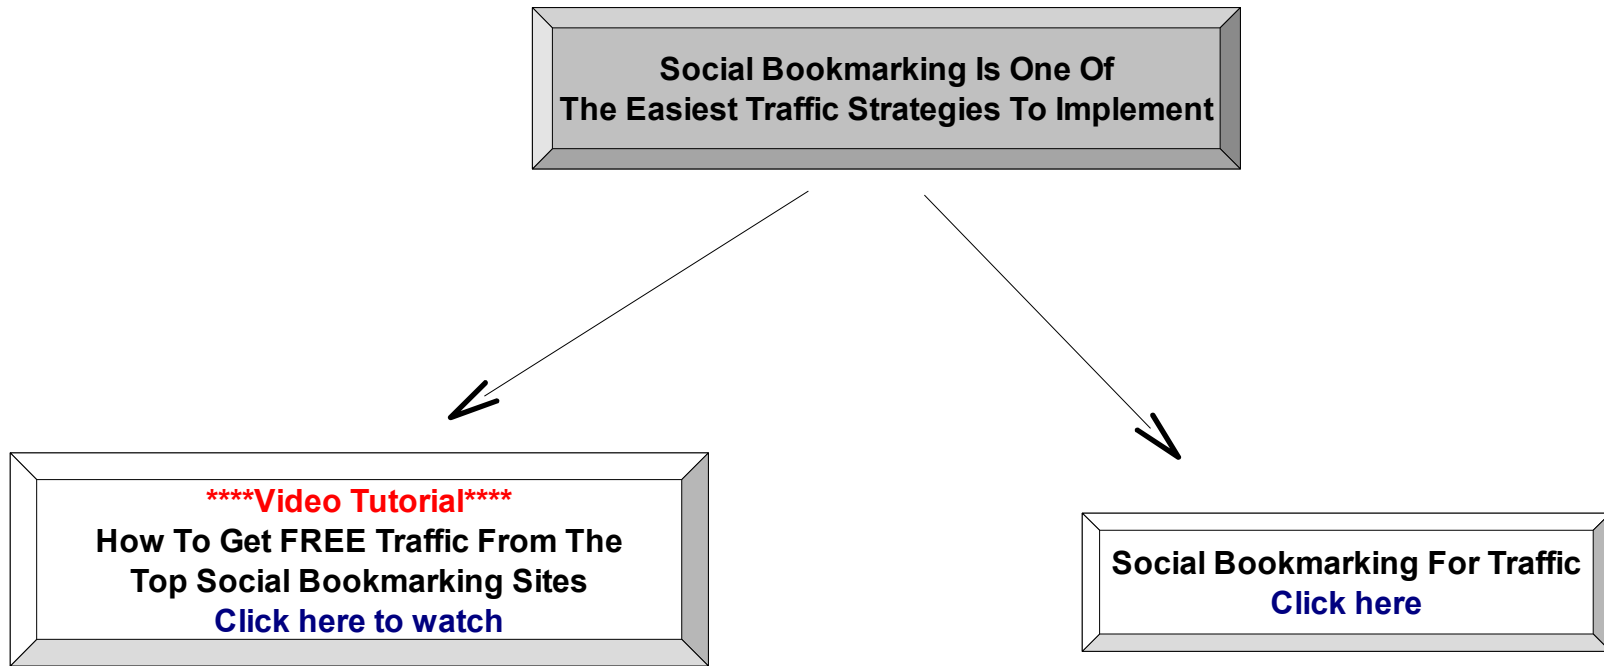 Social Bookmarking Is One Of
The Easiest Traffic Strategies To Implement
****Video Tutorial****
How To Get FREE Traffic From The
Top Social Bookmarking Sites
Click here to watch
Social Bookmarking For Traffic
Click here